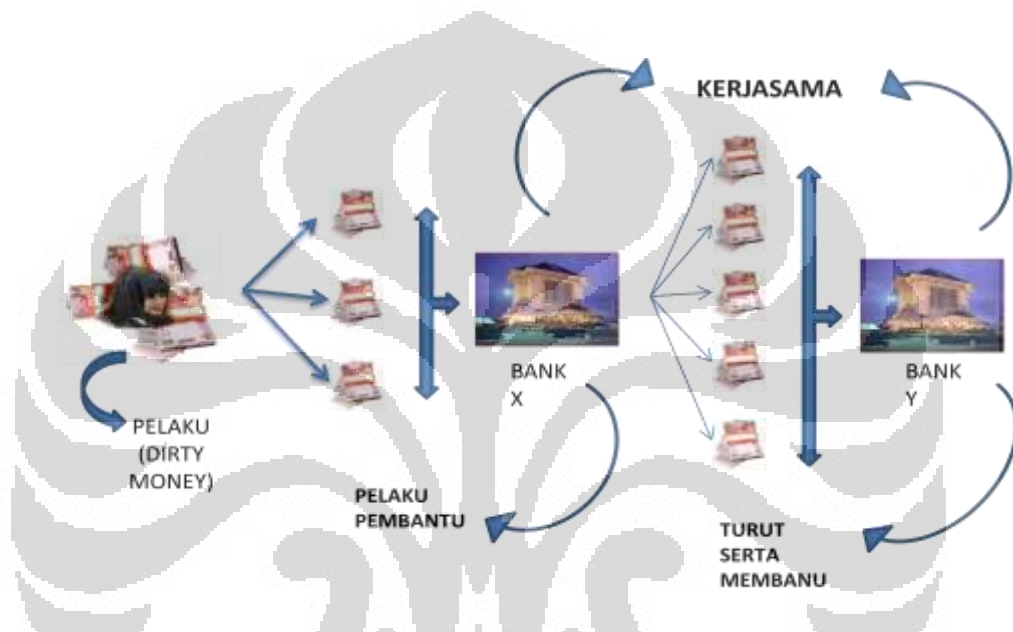 KERJASAMA
BANK
X
BANK
Y
PELAKU
(DIRTY
MONEY)
PELAKU
PEMBANTU
TURUT
SERTA
MEMBANU